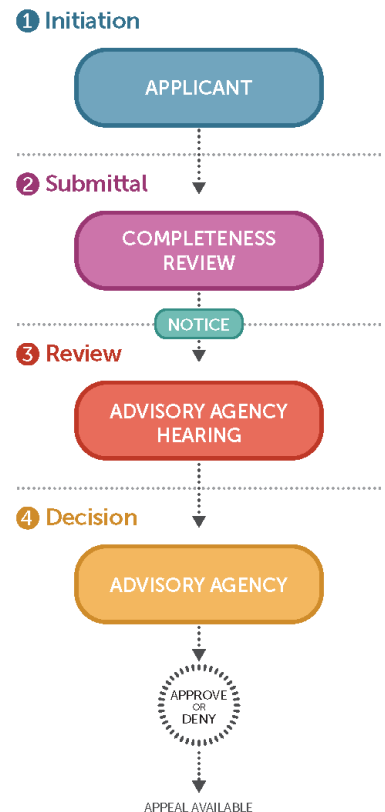 1 Initiation
APPLICANT
2 Submittal
COMPLETENESS
REVIEW
NOTICE
3 Review
ADVISORY AGENCY
HEARING
4 Decision
ADVISORY AGENCY
APPROVE
OR
DENY
APPEAL AVAILABLE